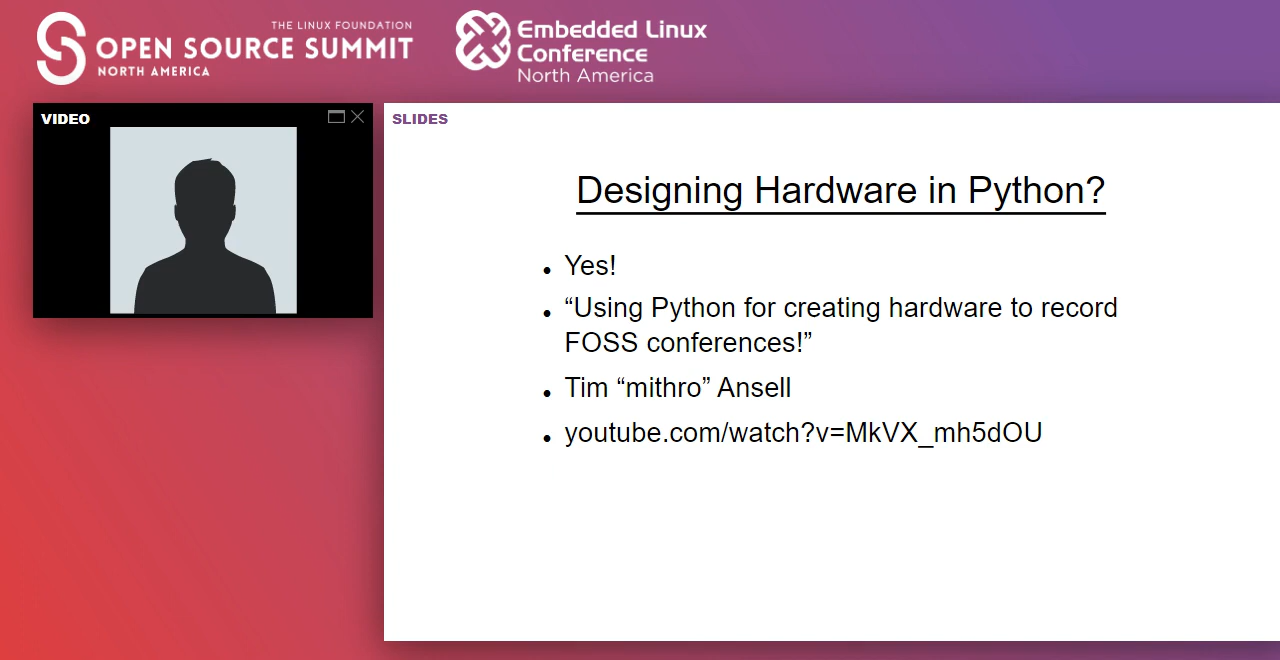 THE LINUX FOUNDATION
OPEN SOURCE SUMMIT
NORTH AMERICA
Embedded Linux
Conference
North America
VIDEO
SLIDES
Designing Hardware in Python?
• Yes!
• “Using Python for creating hardware to record
FOSS conferences!”
• Tim “mithro” Ansell
• youtube.com/watch?v=MkVX_mh5dOU